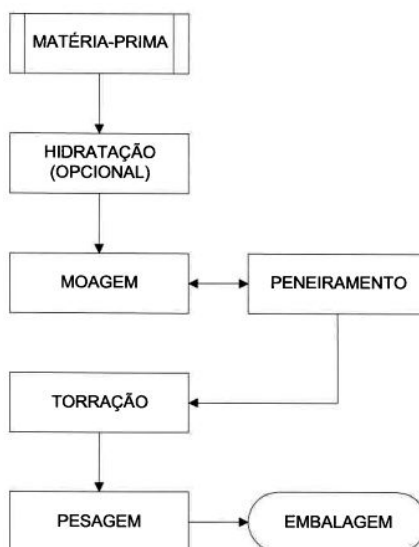 MATÉRIA-PRIMA
HIDRATAÇÃO
(OPCIONAL)
MOAGEM
PENEIRAMENTO
TORRAÇÃO
PESAGEM
EMBALAGEM